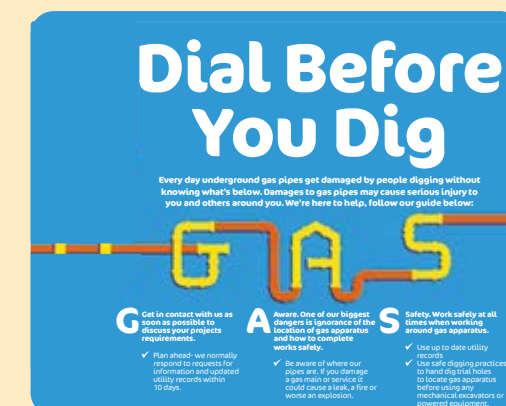 Dial Before
You Dig
Every day underground gas pipes get damaged by people digging without
knowing what's below. Damages to gas pipes may cause serious injury to
you and others around you. We're here to help, follow our guide below:
GAS
G Get in contact with us as
soon as possible to
discuss your projects
requirements.
✓ Plan ahead- we normally
respond to requests for
information and updated
utility records within
10 days.
A Aware. One of our biggest
dangers is ignorance of the
location of gas apparatus
and how to complete
works safely.
✓ Be aware of where our
pipes are. If you damage
a gas main or service it
could cause a leak, a fire or
worse an explosion.
S Safety. Work safely at all
times when working
around gas apparatus.
✓ Use up to date utility
records
✓ Use safe digging practices
to hand dig trial holes
to locate gas apparatus
before using any
mechanical excavators or
powered equipment.